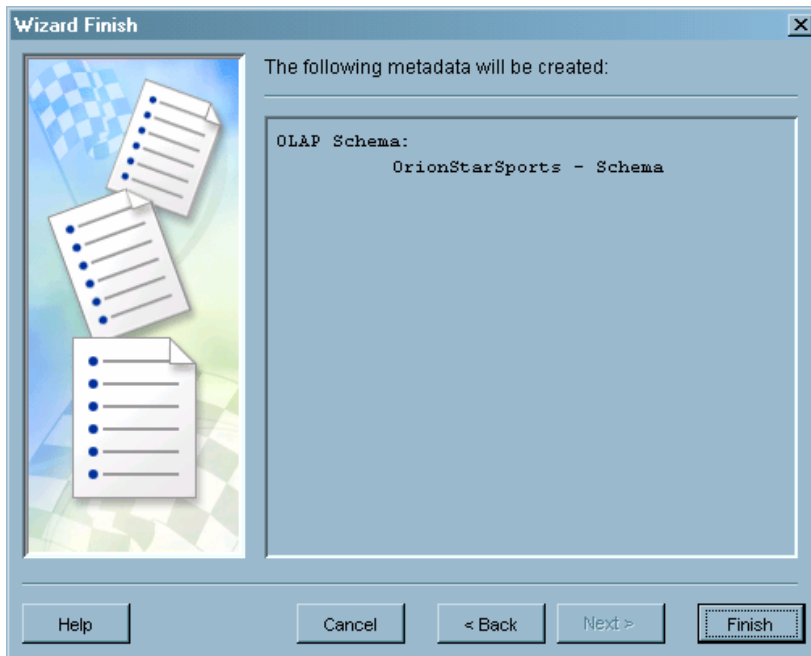 Wizard Finish
The following metadata will be created:
OLAP Schema:
OrionStarSports - Schema
Help
Cancel
< Back
Next >
Finish